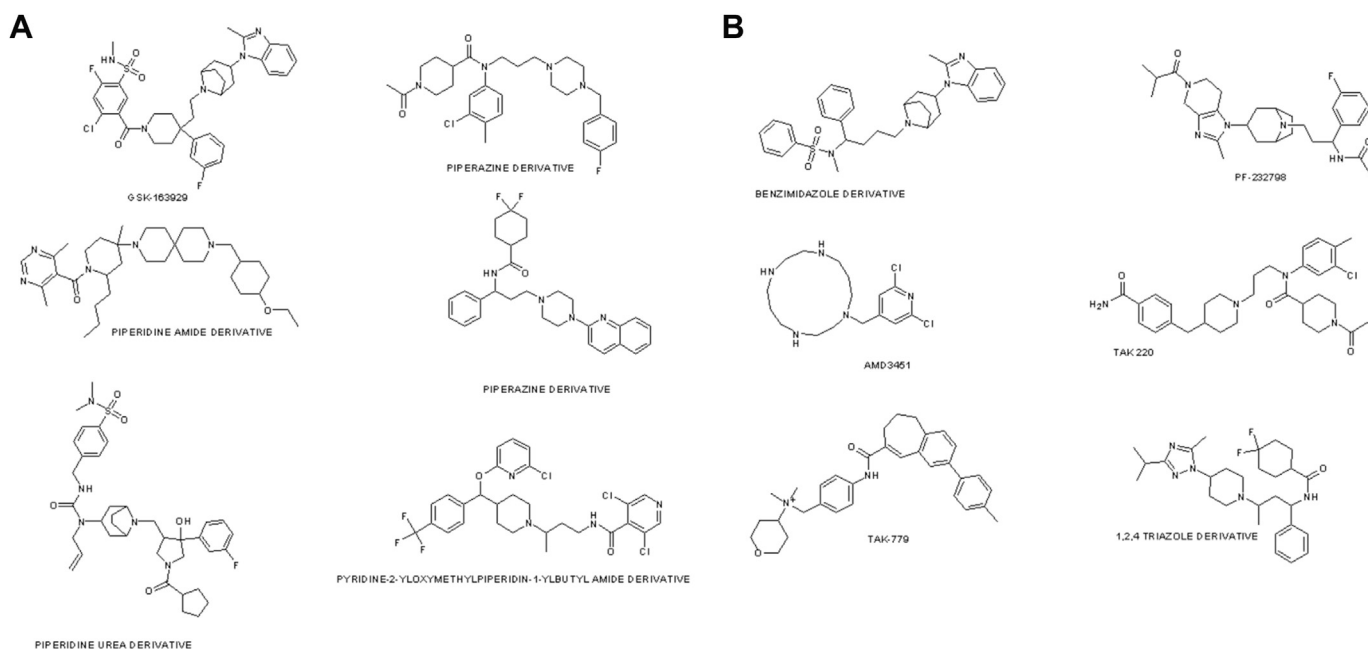 A
B
GSK-163929
PIPERAZINE DERIVATIVE
BENZIMIDAZOLE DERIVATIVE
PF-232798
PIPERIDINE AMIDE DERIVATIVE
PIPERAZINE DERIVATIVE
AMD3451
TAK 220
PIPERIDINE UREA DERIVATIVE
PYRIDINE-2-YLOXYMETHYLPIPERIDIN-1-YLBUTYL AMIDE DERIVATIVE
TAK-779
1,2,4 TRIAZOLE DERIVATIVE